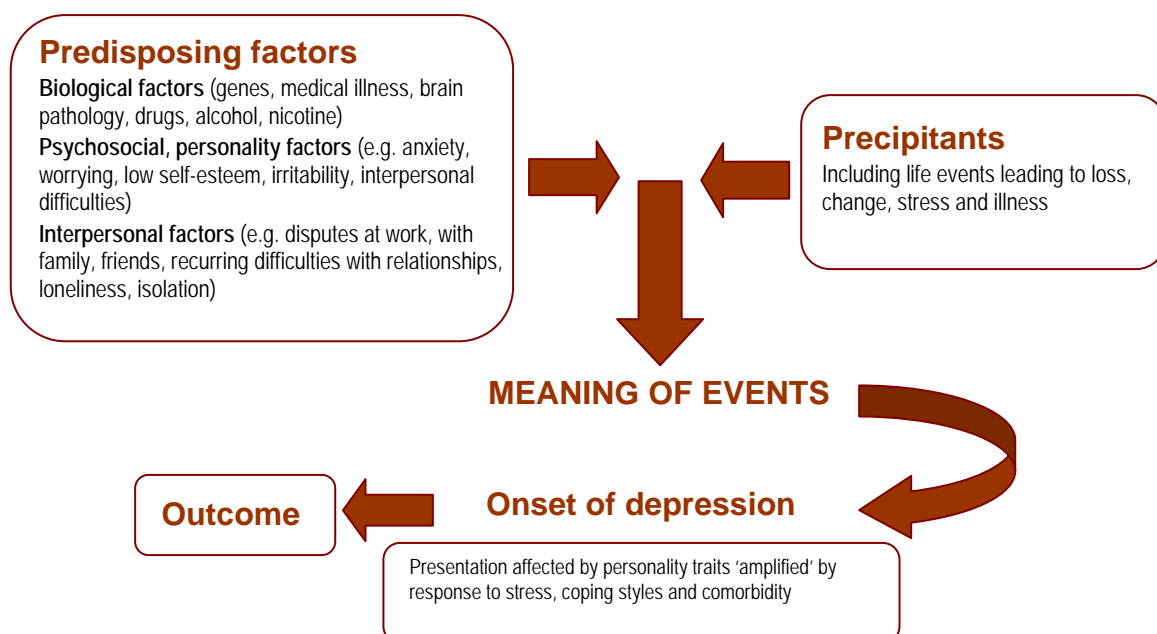 Predisposing factors
Biological factors (genes, medical illness, brain
pathology, drugs, alcohol, nicotine)
Psychosocial, personality factors (e.g. anxiety,
worrying, low self-esteem, irritability, interpersonal
difficulties)
Interpersonal factors (e.g. disputes at work, with
family, friends, recurring difficulties with relationships,
loneliness, isolation)
Precipitants
Including life events leading to loss,
change, stress and illness
MEANING OF EVENTS
Onset of depression
Presentation affected by personality traits ‘amplified’ by
response to stress, coping styles and comorbidity
Outcome